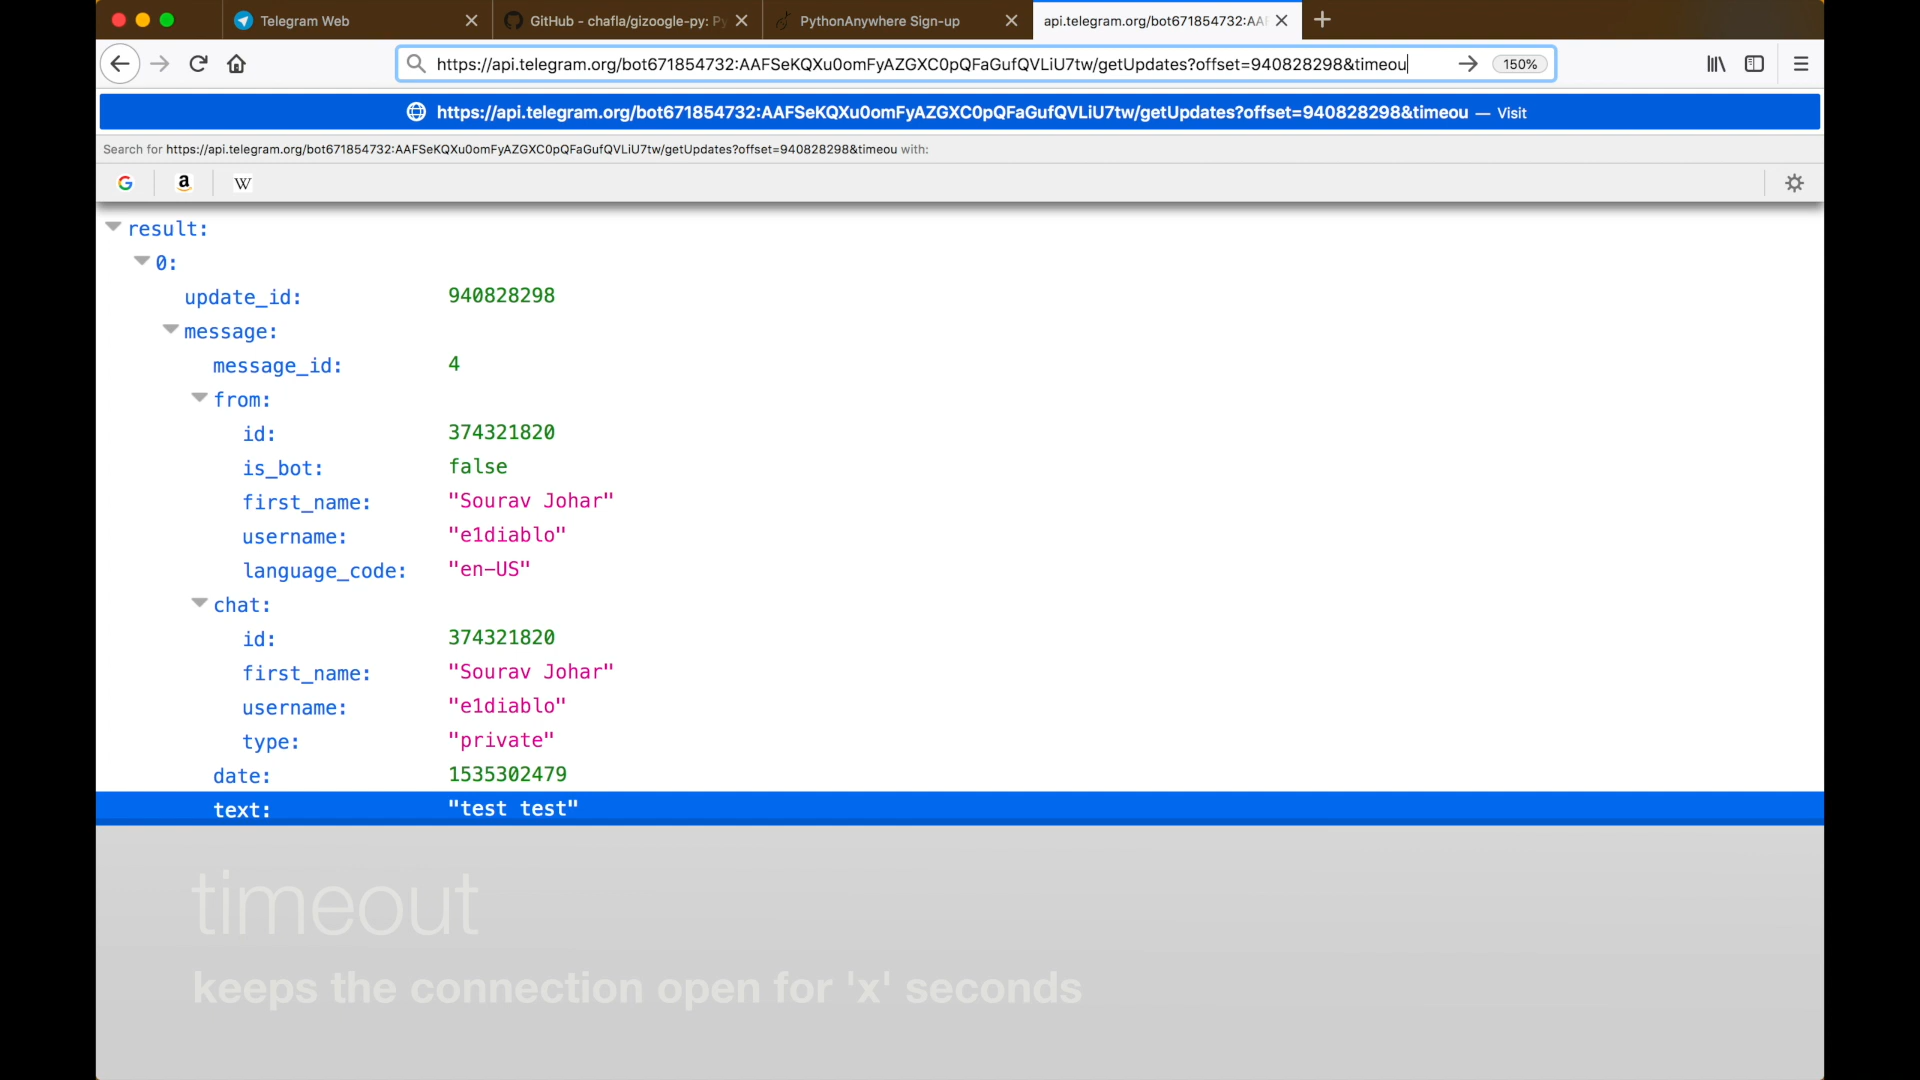 Telegram Web
GitHub - chafla/gizoogle-py: Py
PythonAnywhere Sign-up
api.telegram.org/bot671854732:AAF
https://api.telegram.org/bot671854732:AAFSeKQXu0omFyAZGXC0pQFaGufQVLiU7tw/getUpdates?offset=940828298&timeou
150%
https://api.telegram.org/bot671854732:AAFSeKQXu0omFyAZGXC0pQFaGufQVLiU7tw/getUpdates?offset=940828298&timeou — Visit
Search for https://api.telegram.org/bot671854732:AAFSeKQXu0omFyAZGXC0pQFaGufQVLiU7tw/getUpdates?offset=940828298&timeou with:
result:
0:
update_id: 940828298
message:
message_id: 4
from:
id: 374321820
is_bot: false
first_name: "Sourav Johar"
username: "e1diablo"
language_code: "en-US"
chat:
id: 374321820
first_name: "Sourav Johar"
username: "e1diablo"
type: "private"
date: 1535302479
text: "test test"
timeout
keeps the connection open for 'x' seconds